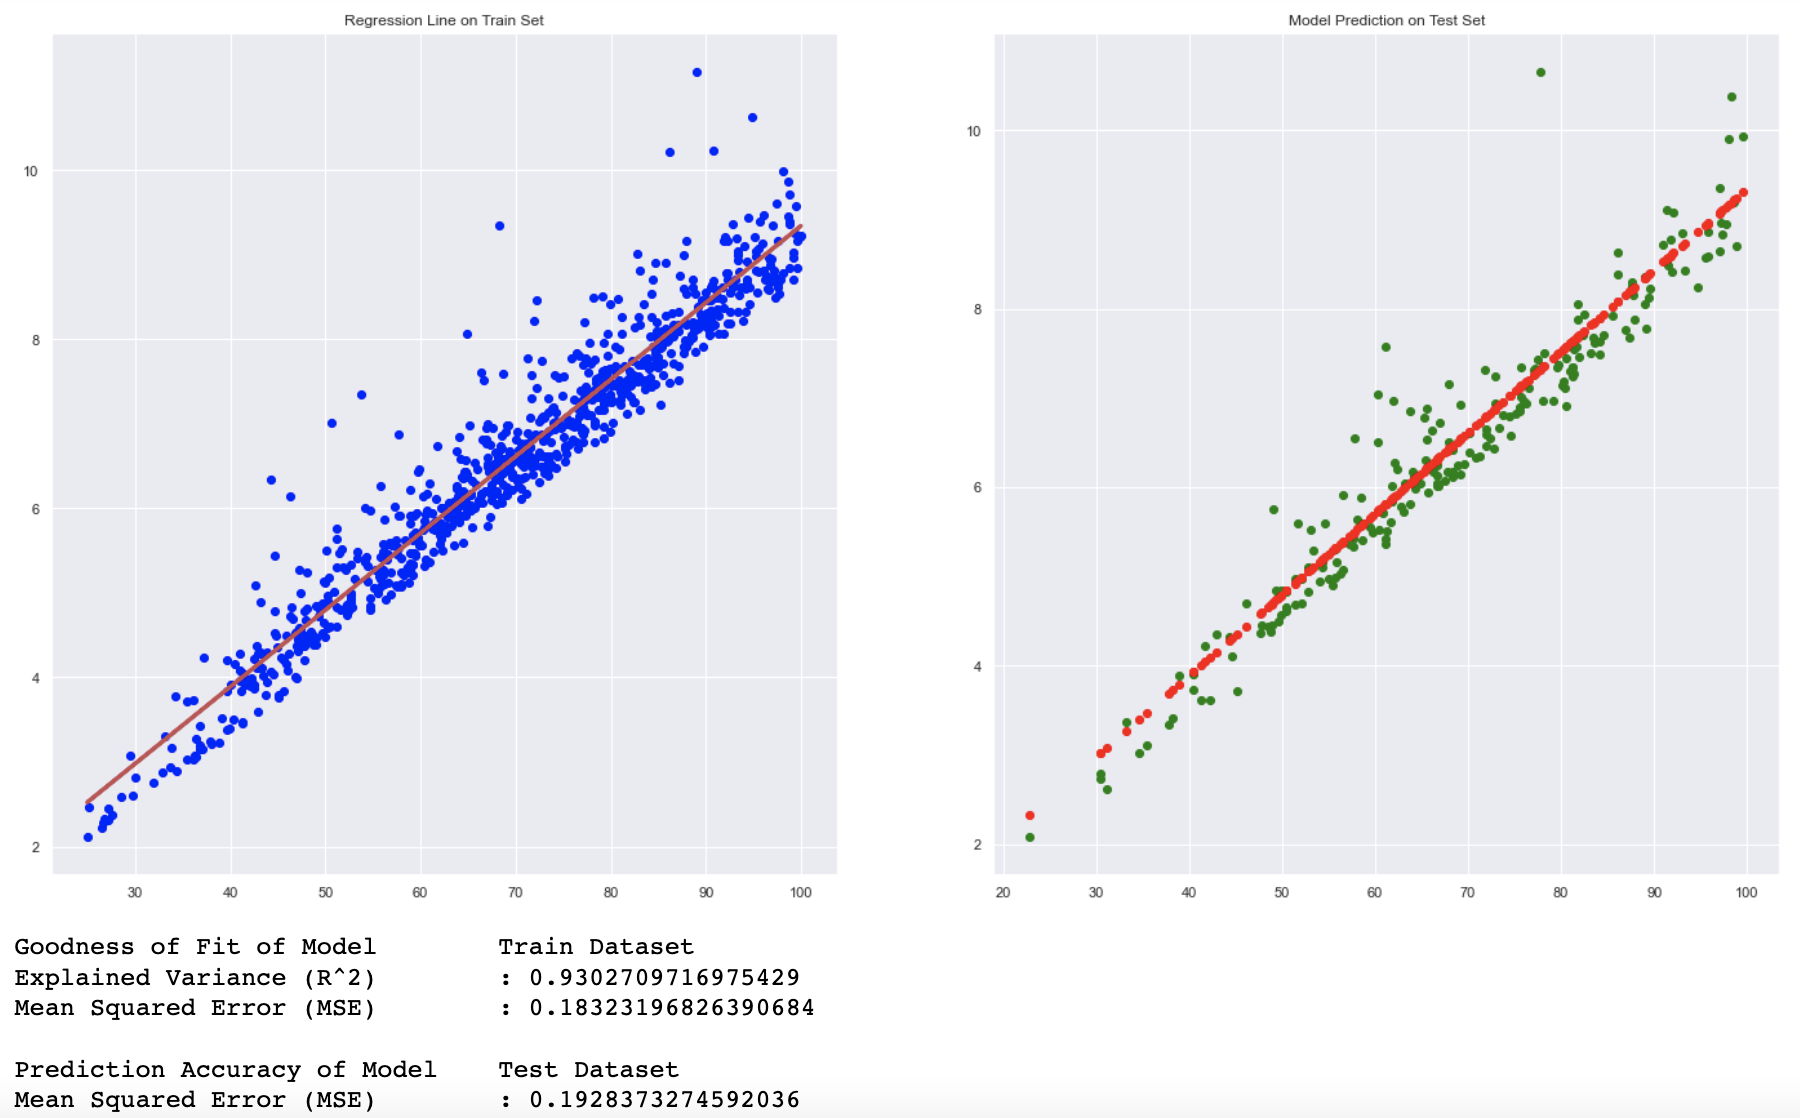 Regression Line on Train Set
10
8
6
4
2
30 40 50 60 70 80 90 100
Model Prediction on Test Set
10
8
6
4
2
20 30 40 50 60 70 80 90 100
Goodness of Fit of Model Train Dataset
Explained Variance (R^2) : 0.9302709716975429
Mean Squared Error (MSE) : 0.18323196826390684
Prediction Accuracy of Model Test Dataset
Mean Squared Error (MSE) : 0.1928373274592036